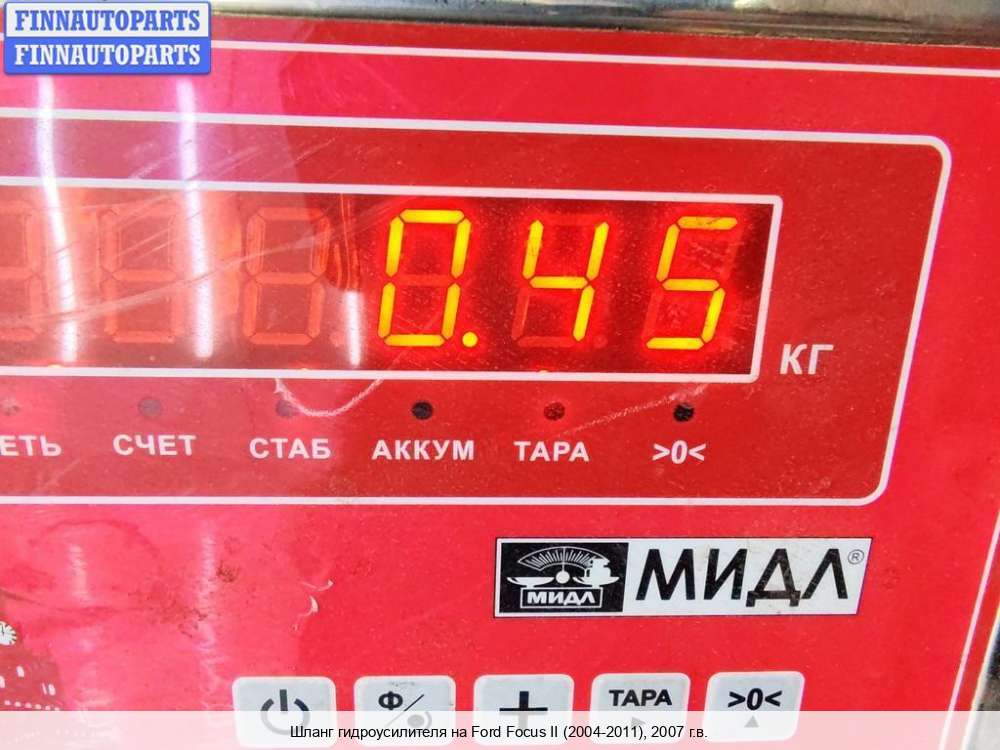 FINNAUTOPARTS
FINNAUTOPARTS
0.45
КГ
СЧЕТ СТАБ АККУМ ТАРА >0<
МИДЛ
МИДЛ®
Ф/ + ТАРА >0<
Шланг гидроусилителя на Ford Focus II (2004-2011), 2007 г.в.